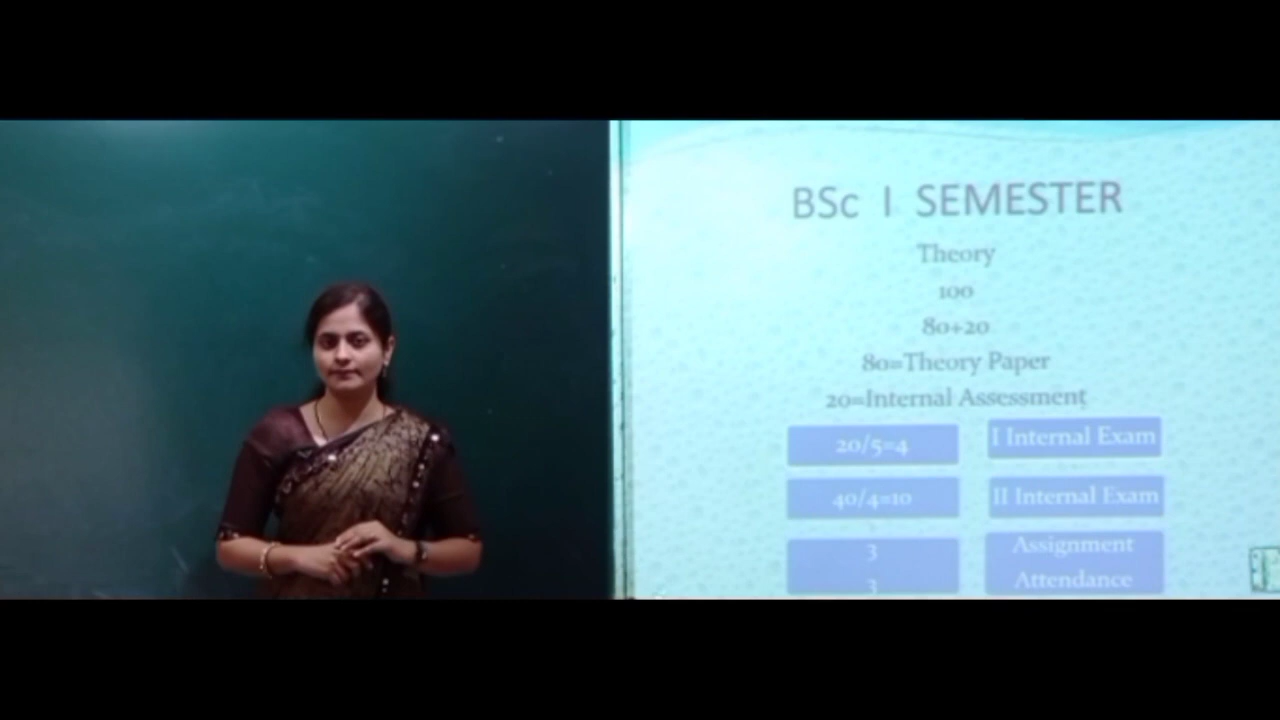 BSc I SEMESTER
Theory
100
80+20
80=Theory Paper
20=Internal Assessment
20/5=4 I Internal Exam
40/4=10 II Internal Exam
3 Assignment
3 Attendance